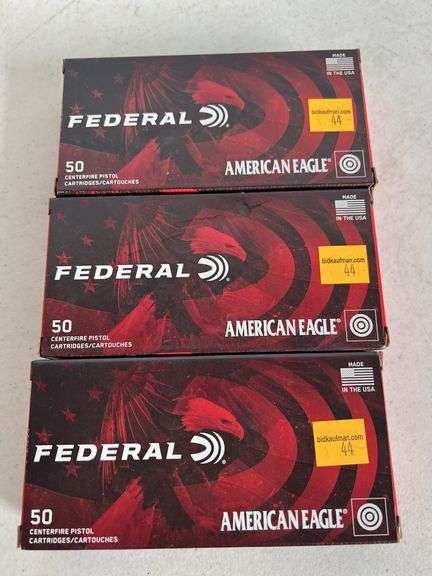 MADE
IN THE USA
bidkaufman.com
44
FEDERAL
50
CENTERFIRE PISTOL
CARTRIDGES/CARTOUCHES
AMERICAN EAGLE®
MADE
IN THE USA
bidkaufman.com
44
FEDERAL
50
CENTERFIRE PISTOL
CARTRIDGES/CARTOUCHES
AMERICAN EAGLE®
MADE
IN THE USA
bidkaufman.com
44
FEDERAL
50
CENTERFIRE PISTOL
CARTRIDGES/CARTOUCHES
AMERICAN EAGLE®